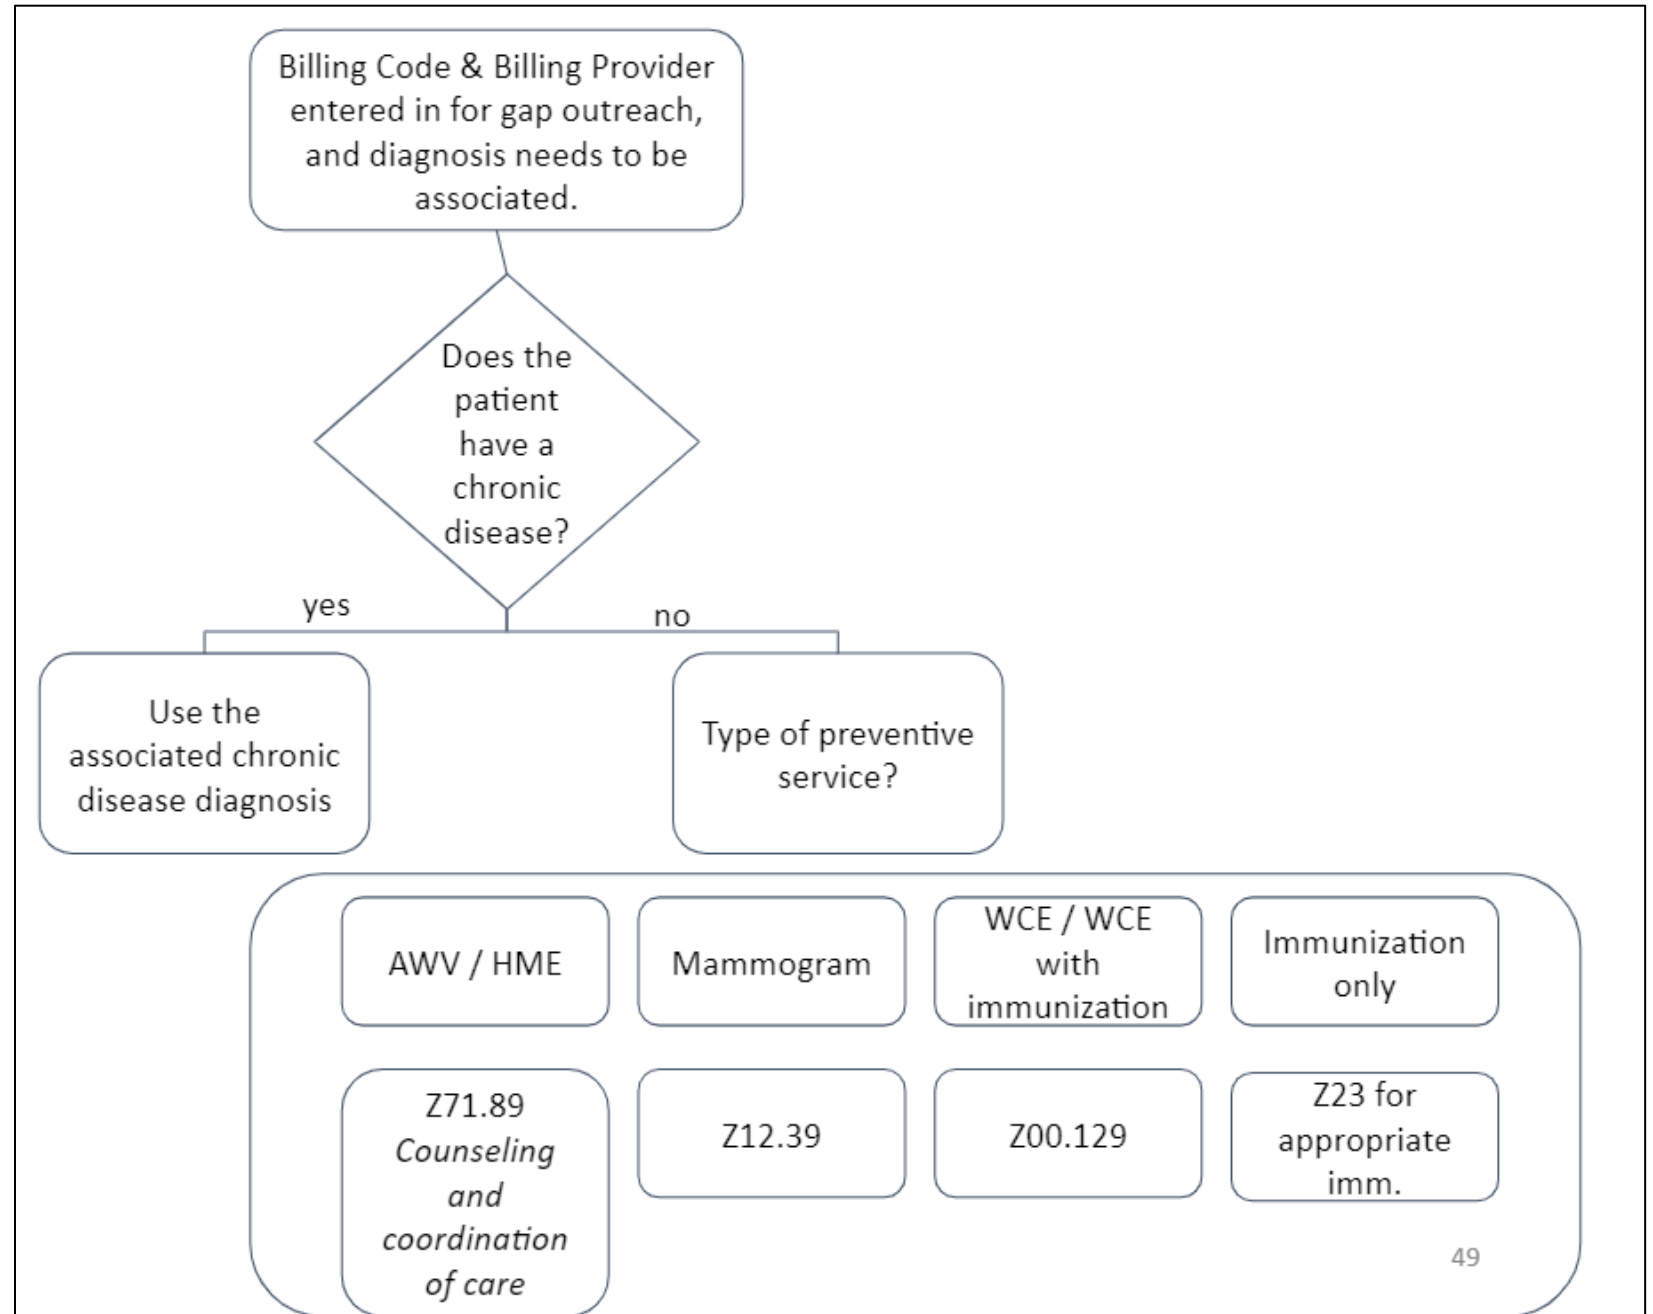 Billing Code & Billing Provider
entered in for gap outreach,
and diagnosis needs to be
associated.
Does the
patient
have a
chronic
disease?
yes
no
Use the
associated chronic
disease diagnosis
Type of preventive
service?
AWV / HME
Mammogram
WCE / WCE
with
immunization
Immunization
only
Z71.89
Counseling
and
coordination
of care
Z12.39
Z00.129
Z23 for
appropriate
imm.
49